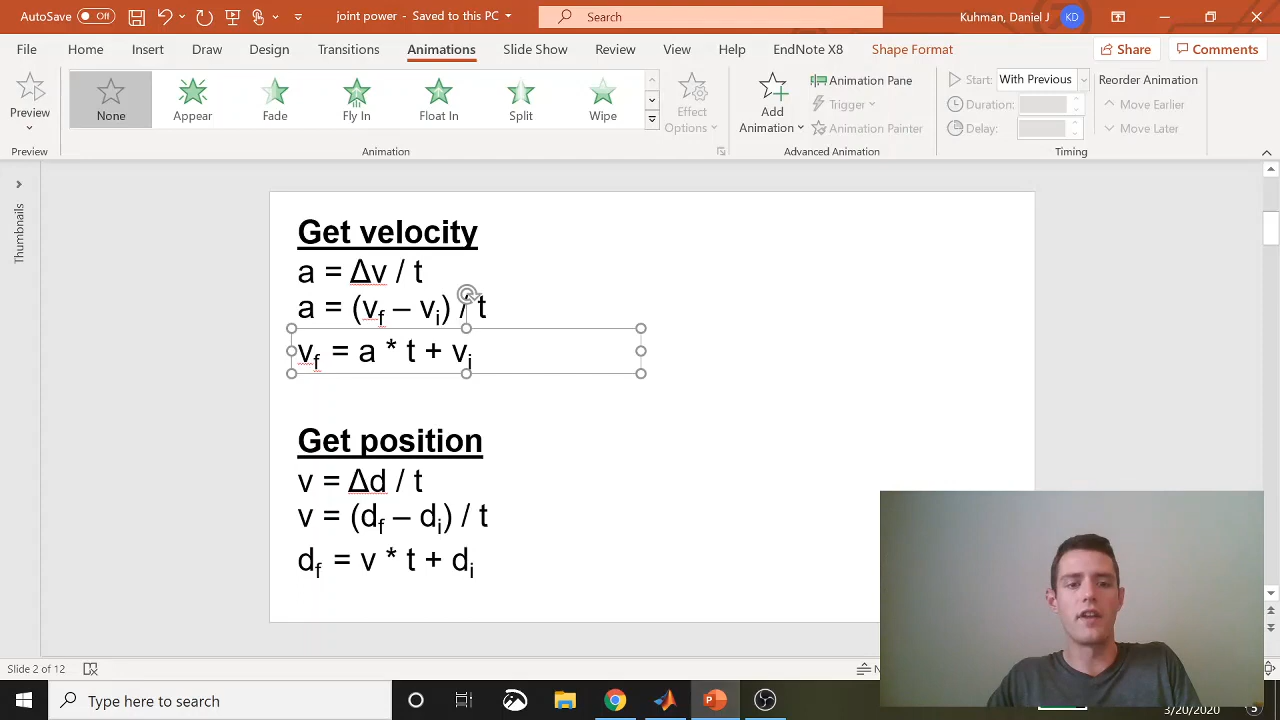 AutoSave Off joint power - Saved to this PC Search Kuhman, Daniel J KD
File Home Insert Draw Design Transitions Animations Slide Show Review View Help EndNote X8 Shape Format Share Comments
Preview None Appear Fade Fly In Float In Split Wipe Effect Options Add Animation Animation Pane Start: With Previous Reorder Animation
Trigger Duration: Move Earlier
Animation Painter Delay: Move Later
Preview Animation Advanced Animation Timing
Thumbnails
Get velocity
a = Δv / t
a = (vf – vi) / t
vf = a * t + vi
Get position
v = Δd / t
v = (df – di) / t
df = v * t + di
Slide 2 of 12
Type here to search
3/20/2020
5